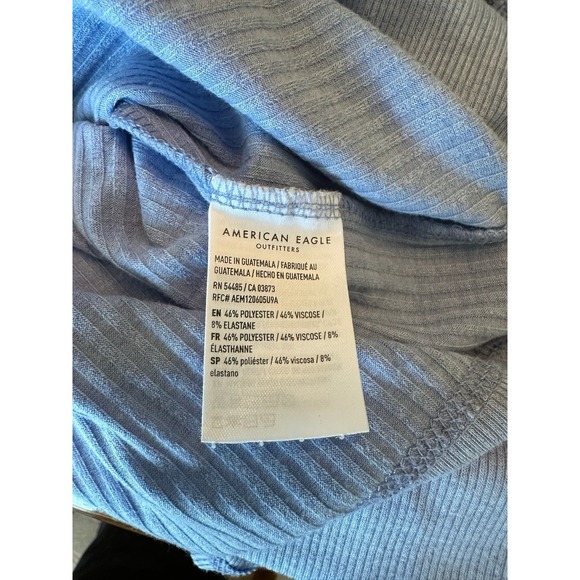 AMERICAN EAGLE
OUTFITTERS
MADE IN GUATEMALA / FABRIQUÉ AU
GUATEMALA / HECHO EN GUATEMALA
RN 54485 / CA 03873
RFC# AEM120605U9A
EN 46% POLYESTER / 46% VISCOSE /
8% ELASTANE
FR 46% POLYESTER / 46% VISCOSE / 8%
ÉLASTHANNE
SP 46% poliéster / 46% viscosa / 8%
elastano